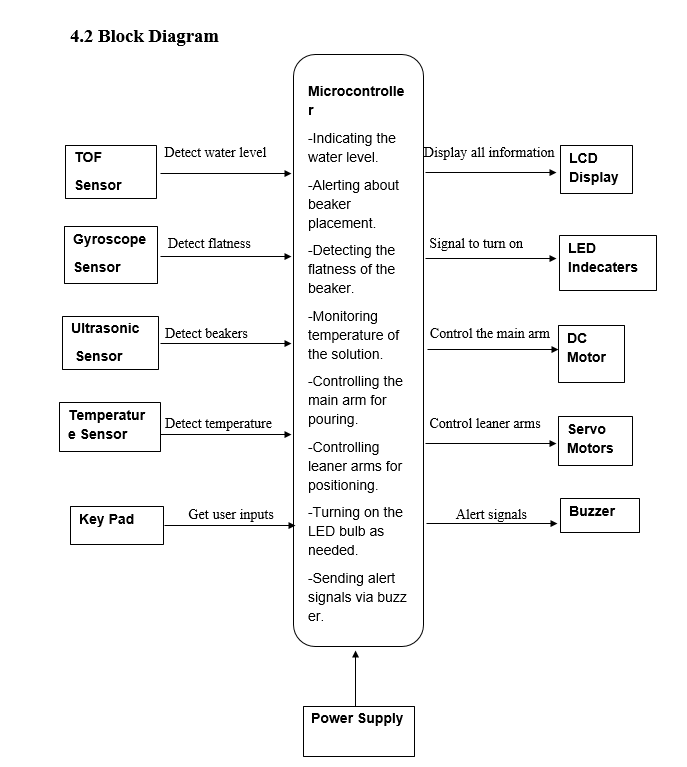 4.2 Block Diagram
Microcontrolle
r
-Indicating the
water level.
-Alerting about
beaker
placement.
-Detecting the
flatness of the
beaker.
-Monitoring
temperature of
the solution.
-Controlling the
main arm for
pouring.
-Controlling
leaner arms for
positioning.
-Turning on the
LED bulb as
needed.
-Sending alert
signals via buzz
er.
TOF
Sensor
Detect water level
Gyroscope
Sensor
Detect flatness
Ultrasonic
Sensor
Detect beakers
Temperatur
e Sensor
Detect temperature
Key Pad
Get user inputs
Display all information
LCD
Display
Signal to turn on
LED
Indecaters
Control the main arm
DC
Motor
Control leaner arms
Servo
Motors
Alert signals
Buzzer
Power Supply